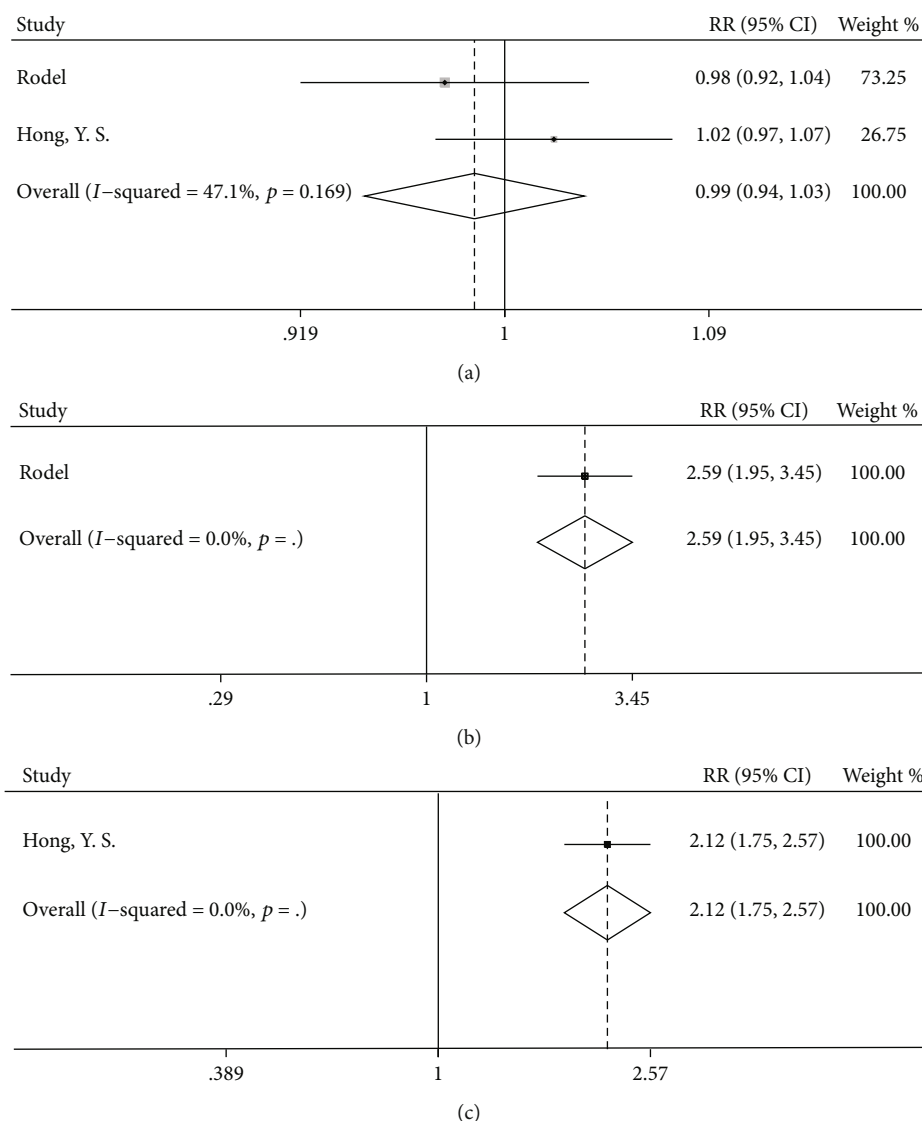 Study RR (95% CI) Weight %
Rodel 0.98 (0.92, 1.04) 73.25
Hong, Y. S. 1.02 (0.97, 1.07) 26.75
Overall (I−squared = 47.1%, p = 0.169) 0.99 (0.94, 1.03) 100.00
.919 1 1.09
(a)
Study RR (95% CI) Weight %
Rodel 2.59 (1.95, 3.45) 100.00
Overall (I−squared = 0.0%, p = .) 2.59 (1.95, 3.45) 100.00
.29 1 3.45
(b)
Study RR (95% CI) Weight %
Hong, Y. S. 2.12 (1.75, 2.57) 100.00
Overall (I−squared = 0.0%, p = .) 2.12 (1.75, 2.57) 100.00
.389 1 2.57
(c)